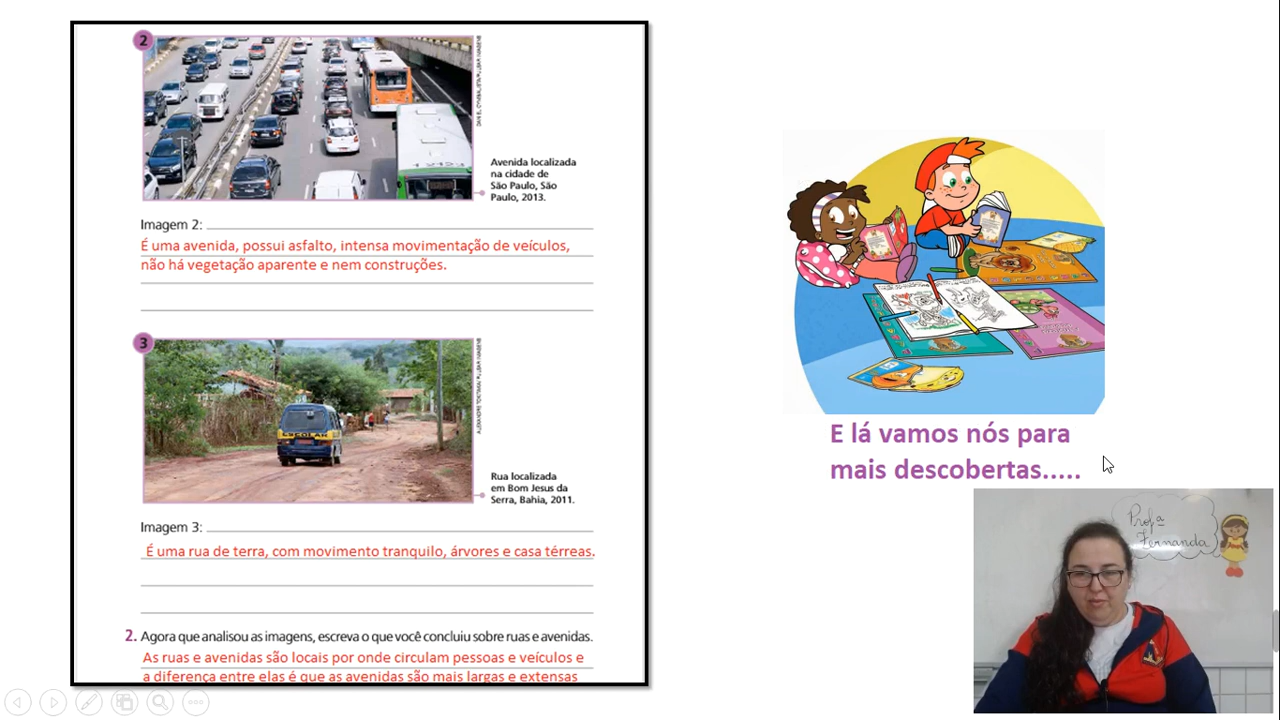 2
Avenida localizada
na cidade de
São Paulo, São
Paulo, 2013.
Imagem 2:
É uma avenida, possui asfalto, intensa movimentação de veículos,
não há vegetação aparente e nem construções.
3
ESCOLAR
Rua localizada
em Bom Jesus da
Serra, Bahia, 2011.
Imagem 3:
É uma rua de terra, com movimento tranquilo, árvores e casa térreas.
2. Agora que analisou as imagens, escreva o que você concluiu sobre ruas e avenidas.
As ruas e avenidas são locais por onde circulam pessoas e veículos e
a diferença entre elas é que as avenidas são mais largas e extensas
E lá vamos nós para
mais descobertas.....
Profª
Fernanda